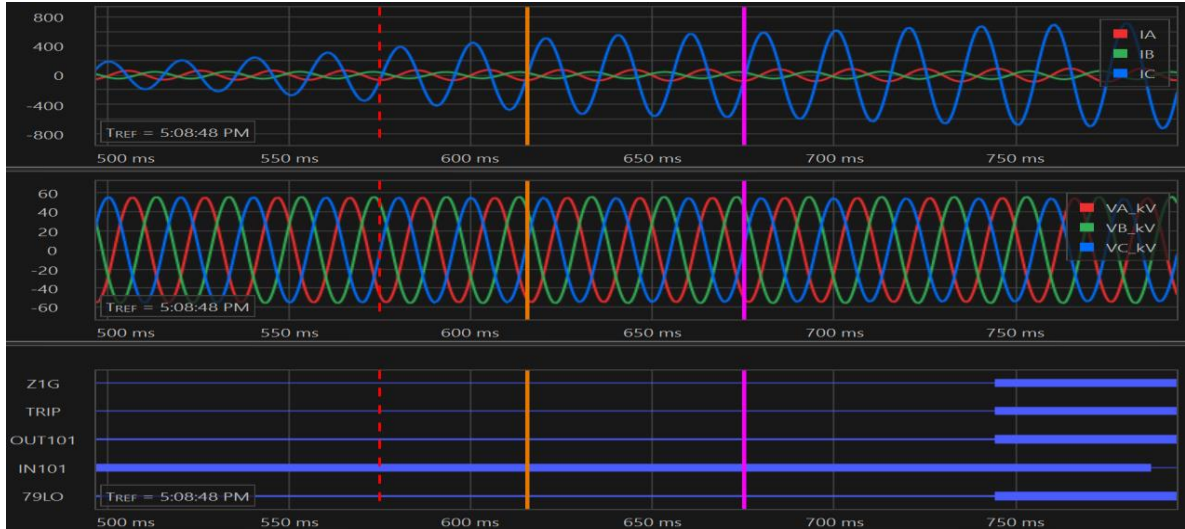 800
400
0
-400
-800
IA
IB
IC
TREF = 5:08:48 PM
500 ms 550 ms 600 ms 650 ms 700 ms 750 ms
60
40
20
0
-20
-40
-60
VA_kV
VB_kV
VC_kV
TREF = 5:08:48 PM
500 ms 550 ms 600 ms 650 ms 700 ms 750 ms
Z1G
TRIP
OUT101
IN101
79LO
TREF = 5:08:48 PM
500 ms 550 ms 600 ms 650 ms 700 ms 750 ms